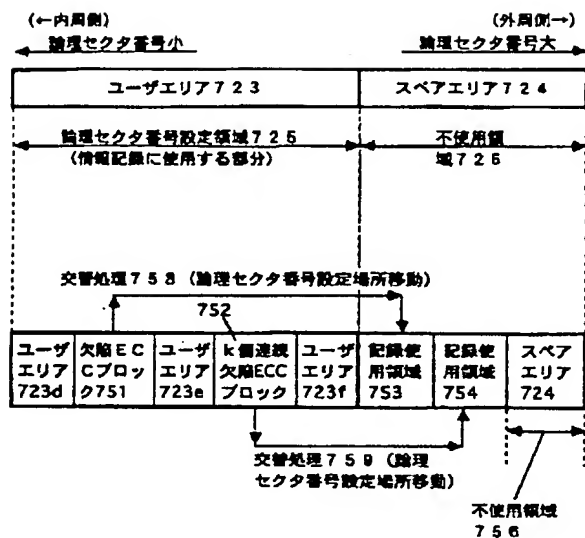 (←内周側)
論理セクタ番号小
(外周側→)
論理セクタ番号大
ユーザエリア723
スペアエリア724
論理セクタ番号設定領域725
(情報記録に使用する部分)
不使用領
域726
交替処理758 (論理セクタ番号設定場所移動)
752
ユーザ
エリア
723d
欠陥EC
Cブロッ
ク751
ユーザ
エリア
723e
k個連続
欠陥ECC
ブロック
ユーザ
エリア
723f
記録使
用領域
753
記録使
用領域
754
スペア
エリア
724
交替処理759 (論理
セクタ番号設定場所移動)
不使用領域
756